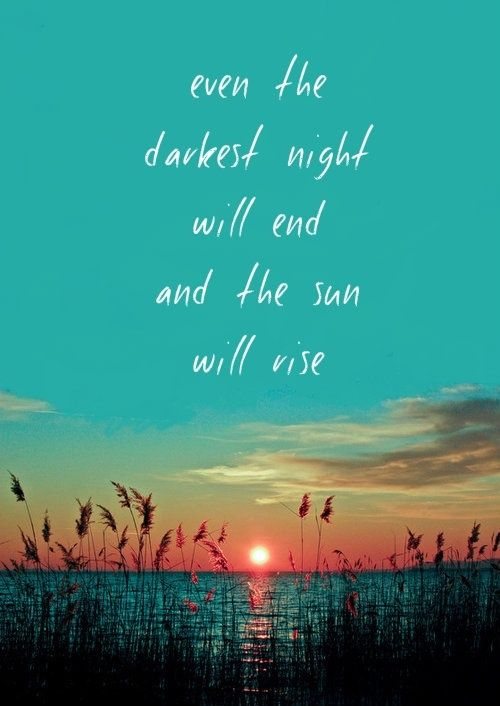 even the
darkest night
will end
and the sun
will rise